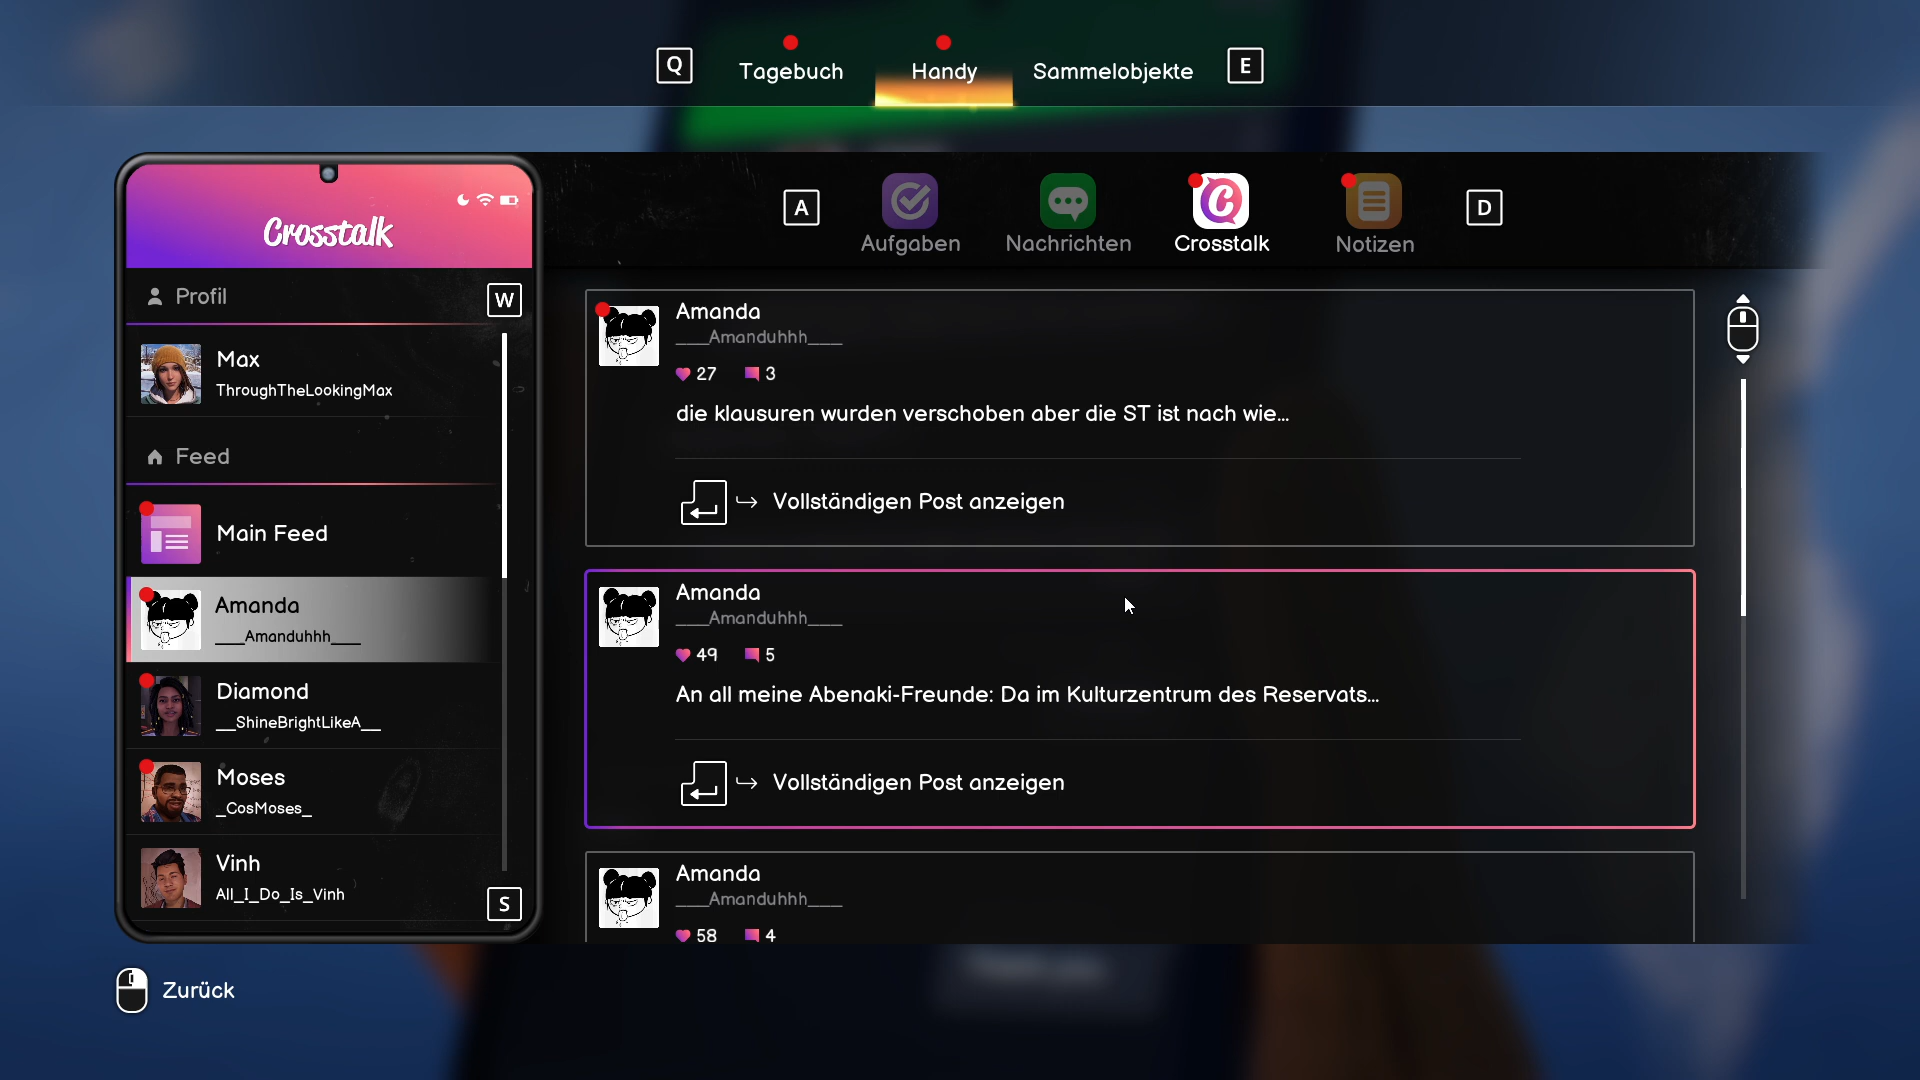 Q
Tagebuch
Handy
Sammelobjekte
E
Crosstalk
A
Aufgaben
Nachrichten
Crosstalk
Notizen
D
Profil
W
Max
ThroughTheLookingMax
Feed
Main Feed
Amanda
___Amanduhhh___
Diamond
__ShineBrightLikeA__
Moses
_CosMoses_
Vinh
All_I_Do_Is_Vinh
S
Amanda
___Amanduhhh___
27 3
die klausuren wurden verschoben aber die ST ist nach wie...
Vollständigen Post anzeigen
Amanda
___Amanduhhh___
49 5
An all meine Abenaki-Freunde: Da im Kulturzentrum des Reservats...
Vollständigen Post anzeigen
Amanda
___Amanduhhh___
58 4
Zurück